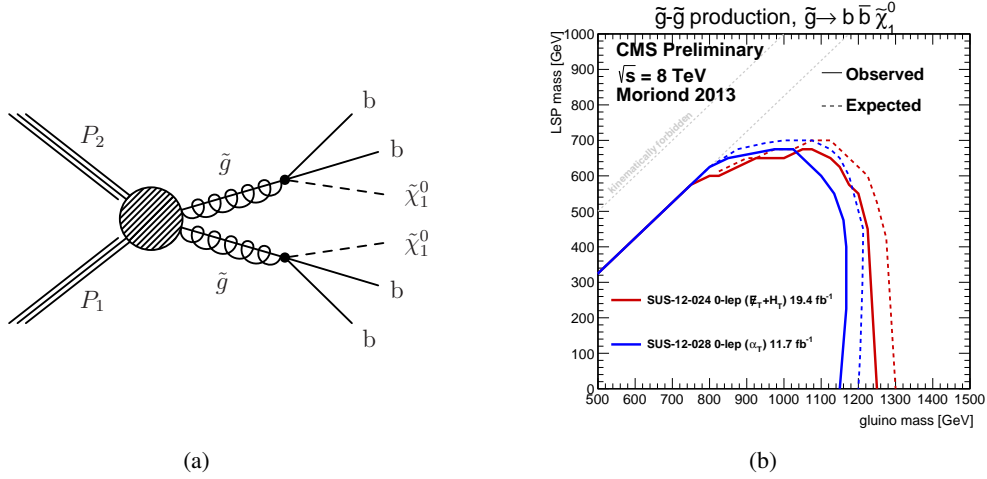 P₂
P₁
g̃
g̃
b
b
χ̃₁⁰
χ̃₁⁰
b
b
(a)
g̃-g̃ production, g̃→ b b̅ χ̃₁⁰
LSP mass [GeV]
1000
900
800
700
600
500
400
300
200
100
0
CMS Preliminary
√s = 8 TeV
Moriond 2013
Observed
Expected
kinematically forbidden
SUS-12-024 0-lep (E̸_T+H_T) 19.4 fb⁻¹
SUS-12-028 0-lep (α_T) 11.7 fb⁻¹
500 600 700 800 900 1000 1100 1200 1300 1400 1500
gluino mass [GeV]
(b)